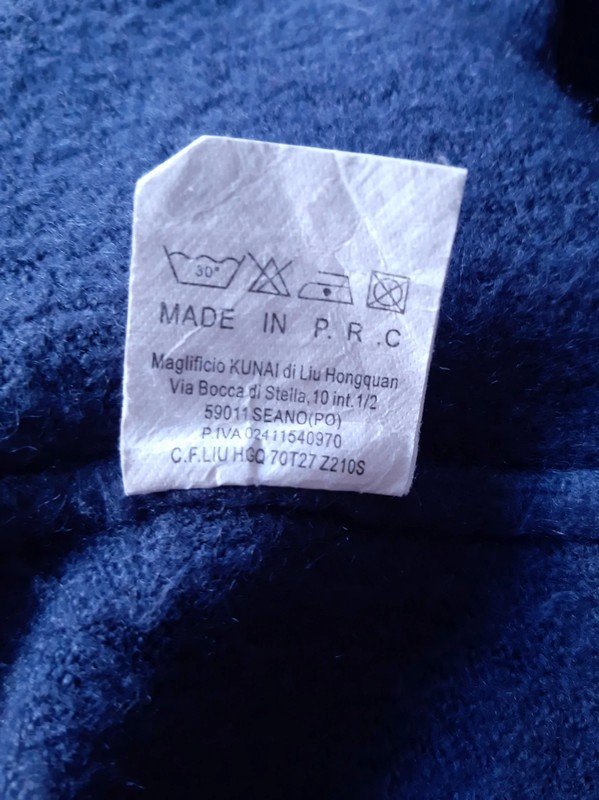 30°
MADE IN P. R .C
Maglificio KUNAI di Liu Hongquan
Via Bocca di Stella, 10 int. 1/2
59011 SEANO(PO)
P.IVA 02411540970
C.F.LIU HGQ 70T27 Z210S